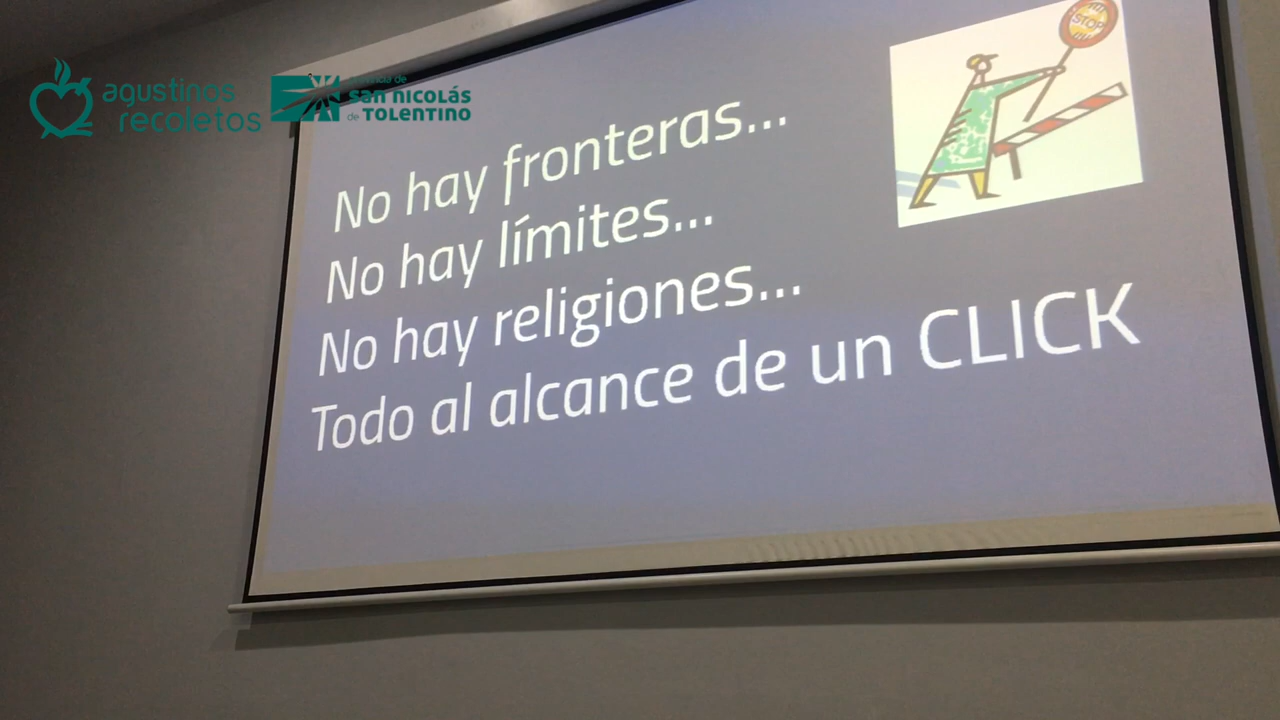 agustinos
recoletos
SAN NICOLÁS
de TOLENTINO
STOP
No hay fronteras...
No hay límites...
No hay religiones...
Todo al alcance de un CLICK